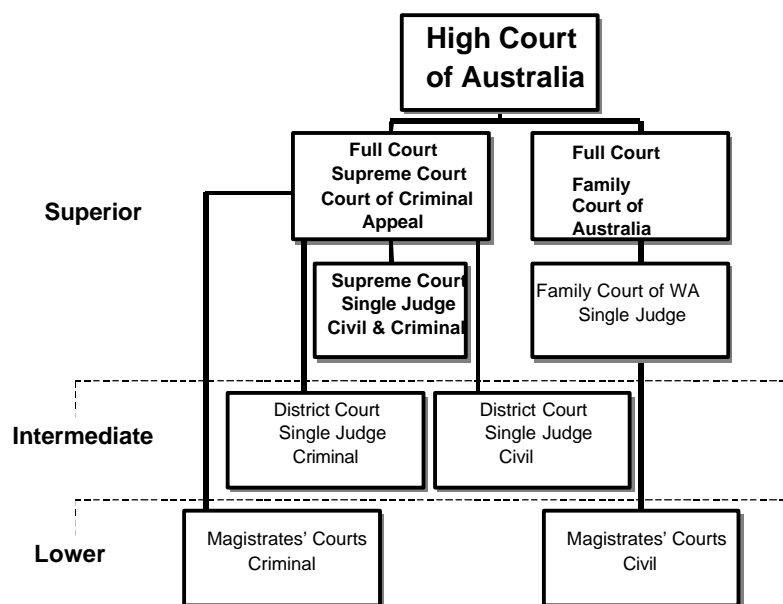 High Court
of Australia
Full Court
Supreme Court
Court of Criminal
Appeal
Full Court
Family
Court of
Australia
Superior
Supreme Court
Single Judge
Civil & Criminal
Family Court of WA
Single Judge
Intermediate
District Court
Single Judge
Criminal
District Court
Single Judge
Civil
Lower
Magistrates' Courts
Criminal
Magistrates' Courts
Civil